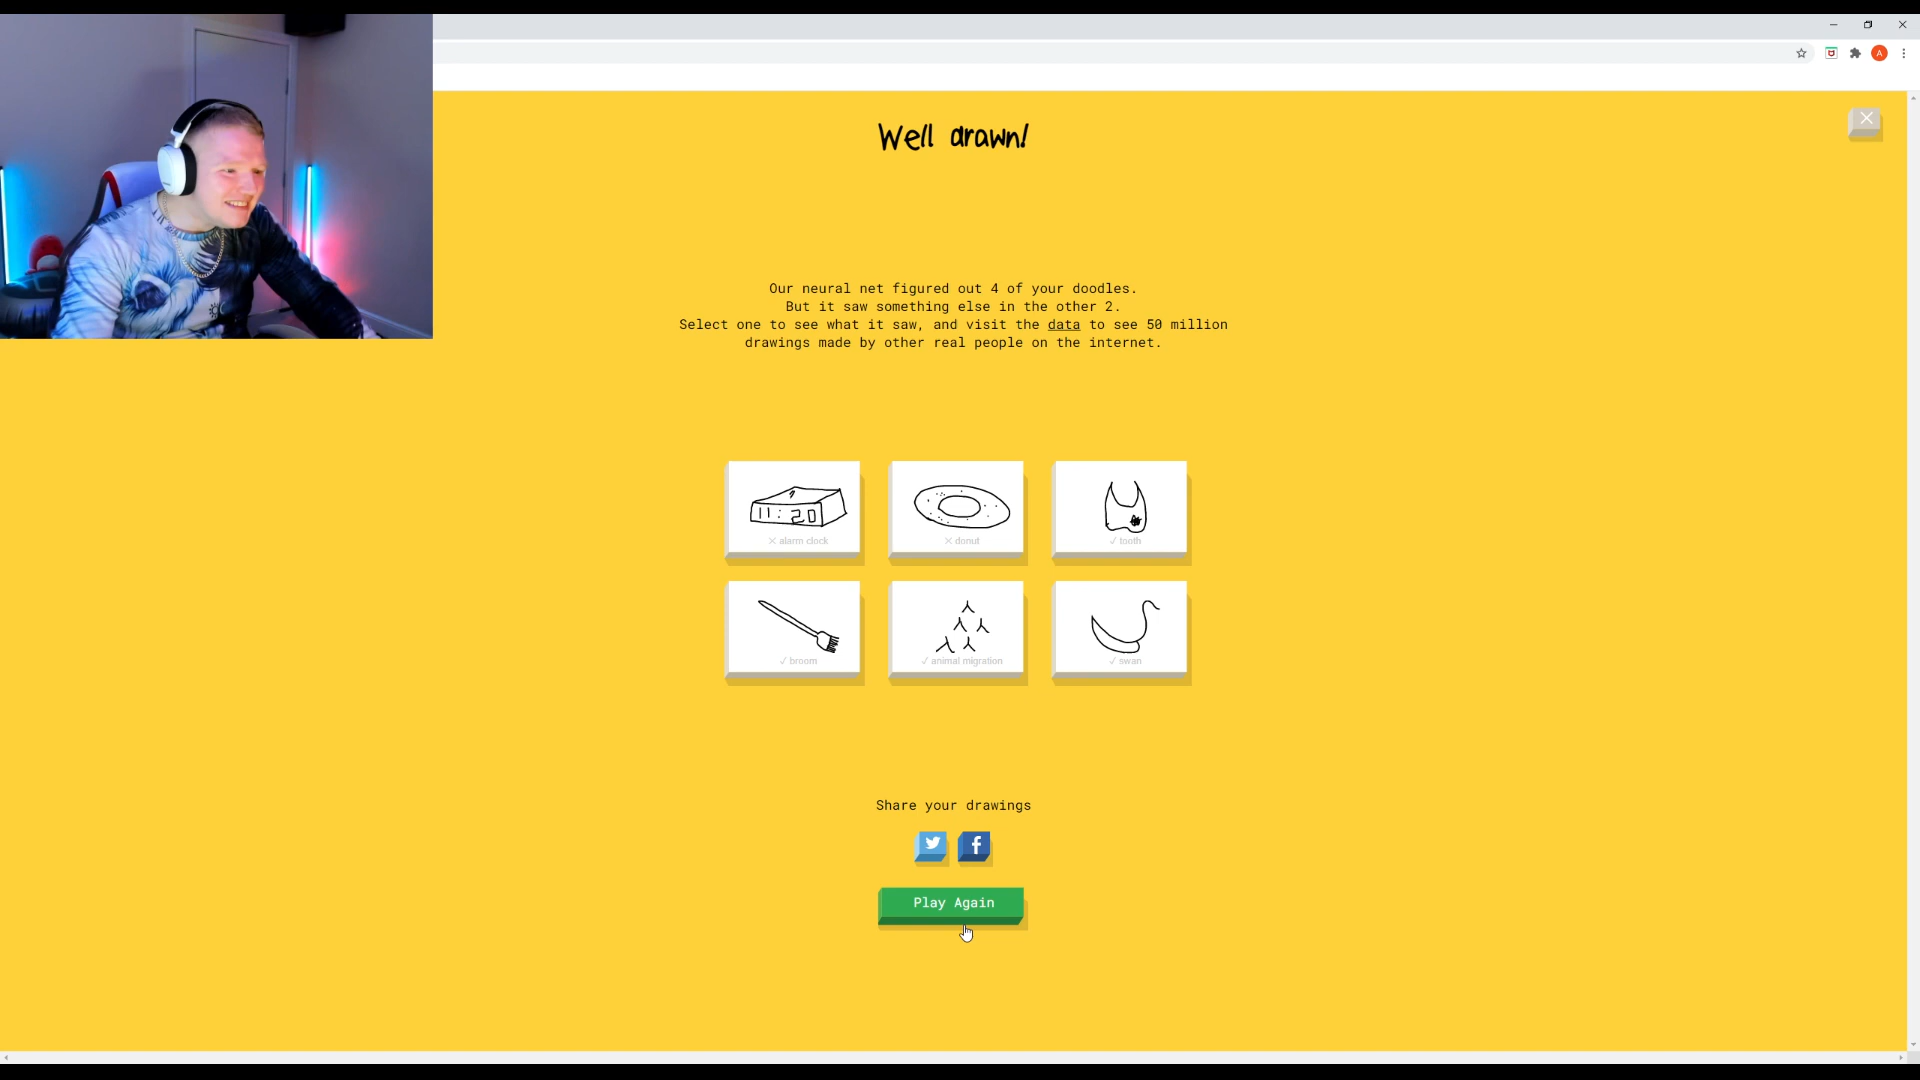 A
Well drawn!
Our neural net figured out 4 of your doodles.
But it saw something else in the other 2.
Select one to see what it saw, and visit the data to see 50 million
drawings made by other real people on the internet.
11:20
× alarm clock
× donut
✓ tooth
✓ broom
✓ animal migration
✓ swan
Share your drawings
Play Again